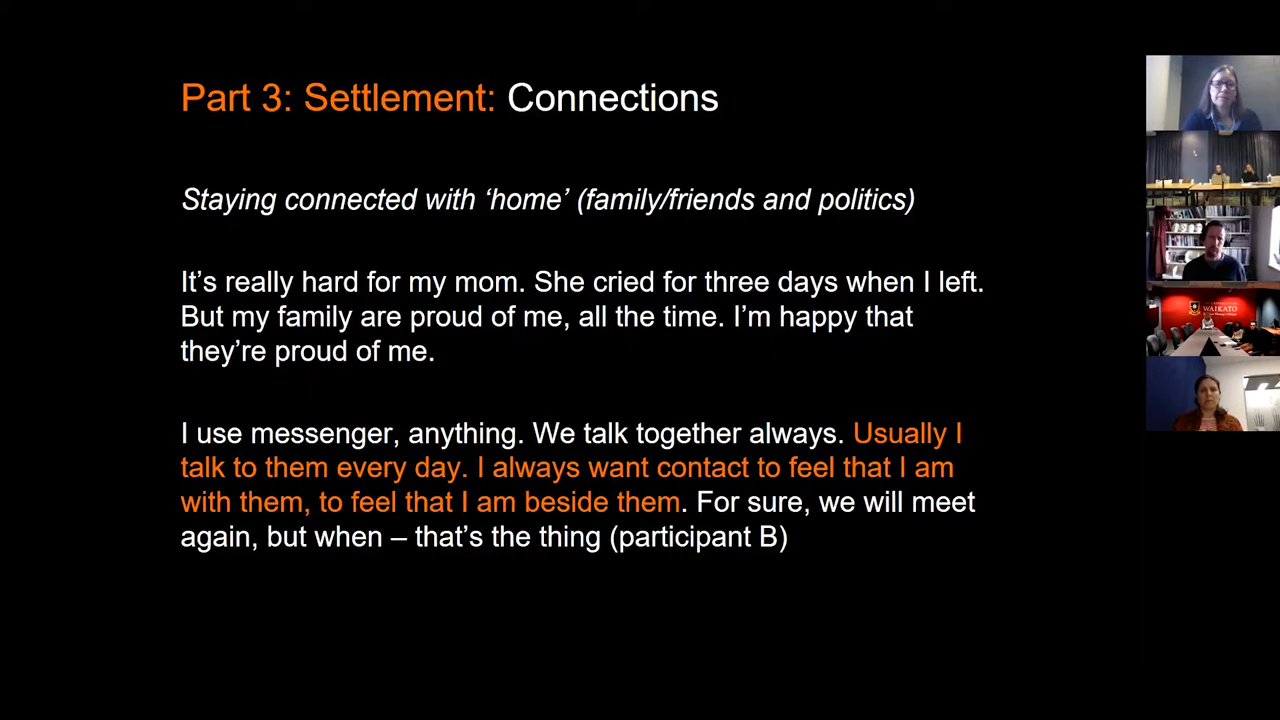 Part 3: Settlement: Connections
Staying connected with ‘home’ (family/friends and politics)
It’s really hard for my mom. She cried for three days when I left.
But my family are proud of me, all the time. I’m happy that
they’re proud of me.
I use messenger, anything. We talk together always. Usually I
talk to them every day. I always want contact to feel that I am
with them, to feel that I am beside them. For sure, we will meet
again, but when – that’s the thing (participant B)
WAIKATO